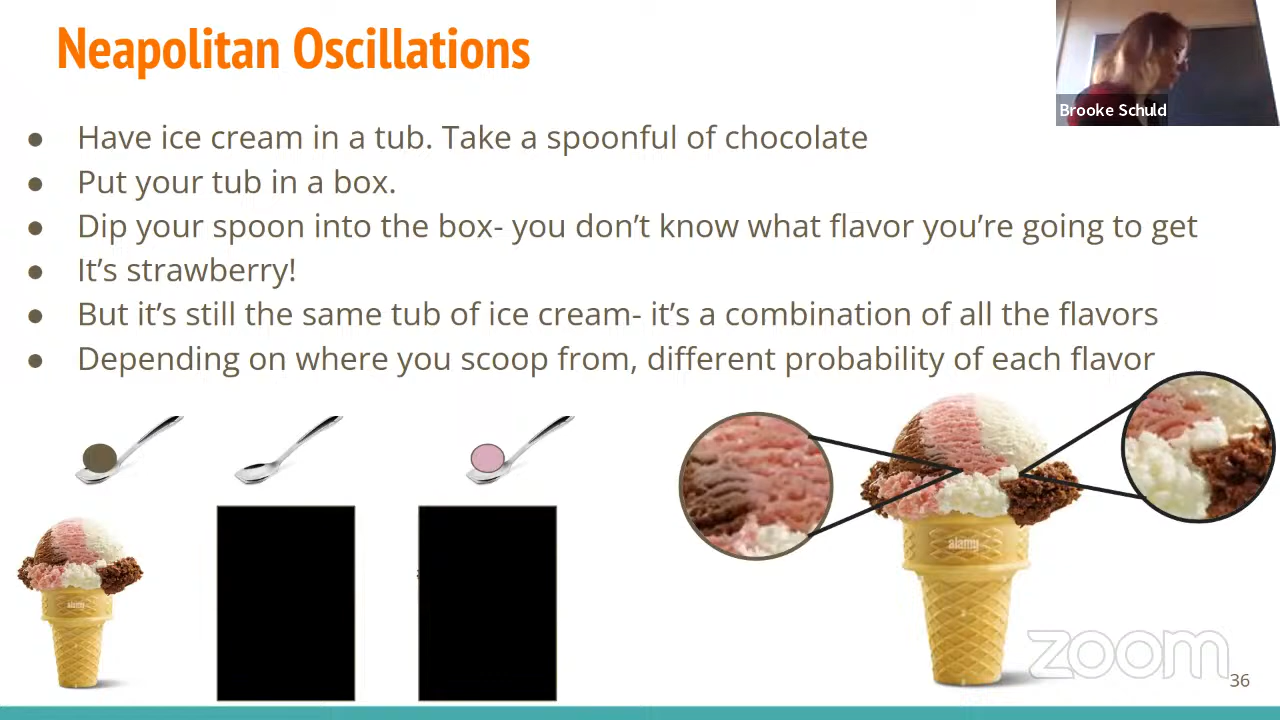 Neapolitan Oscillations
Brooke Schuld
● Have ice cream in a tub. Take a spoonful of chocolate
● Put your tub in a box.
● Dip your spoon into the box- you don’t know what flavor you’re going to get
● It’s strawberry!
● But it’s still the same tub of ice cream- it’s a combination of all the flavors
● Depending on where you scoop from, different probability of each flavor
alamy
alamy
zoom
36